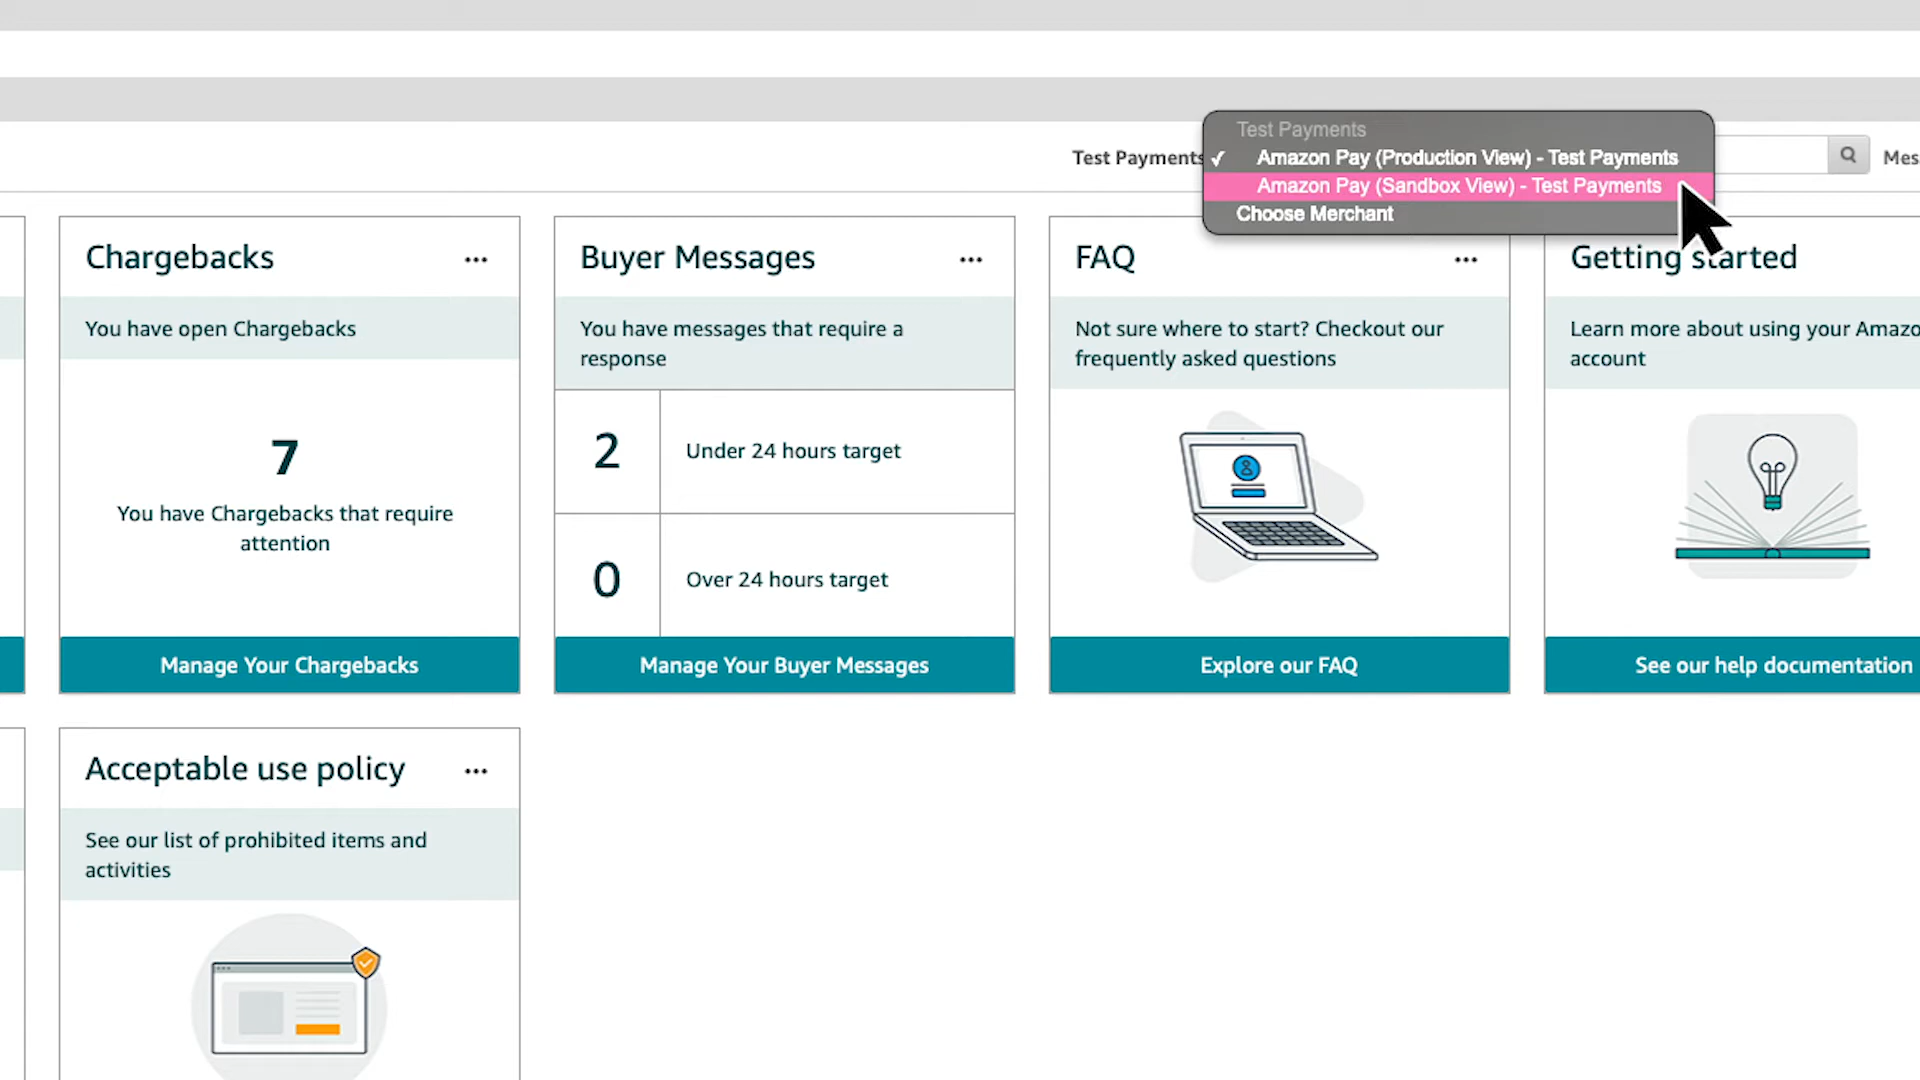 Test Payments
Test Payments
✓ Amazon Pay (Production View) - Test Payments
Amazon Pay (Sandbox View) - Test Payments
Choose Merchant
Mes
Chargebacks
You have open Chargebacks
7
You have Chargebacks that require
attention
Manage Your Chargebacks
Buyer Messages
You have messages that require a
response
2
Under 24 hours target
0
Over 24 hours target
Manage Your Buyer Messages
FAQ
Not sure where to start? Checkout our
frequently asked questions
Explore our FAQ
Getting started
Learn more about using your Amazo
account
See our help documentation
Acceptable use policy
See our list of prohibited items and
activities